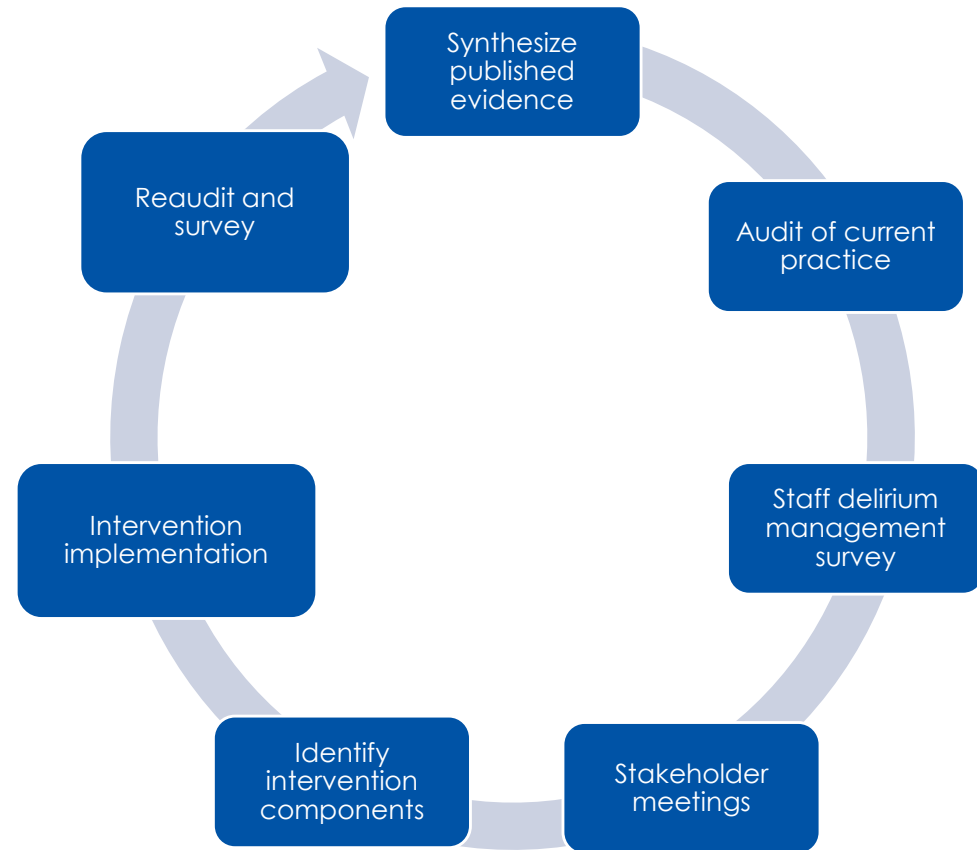 Synthesize
published
evidence
Audit of current
practice
Staff delirium
management
survey
Stakeholder
meetings
Identify
intervention
components
Intervention
implementation
Reaudit and
survey